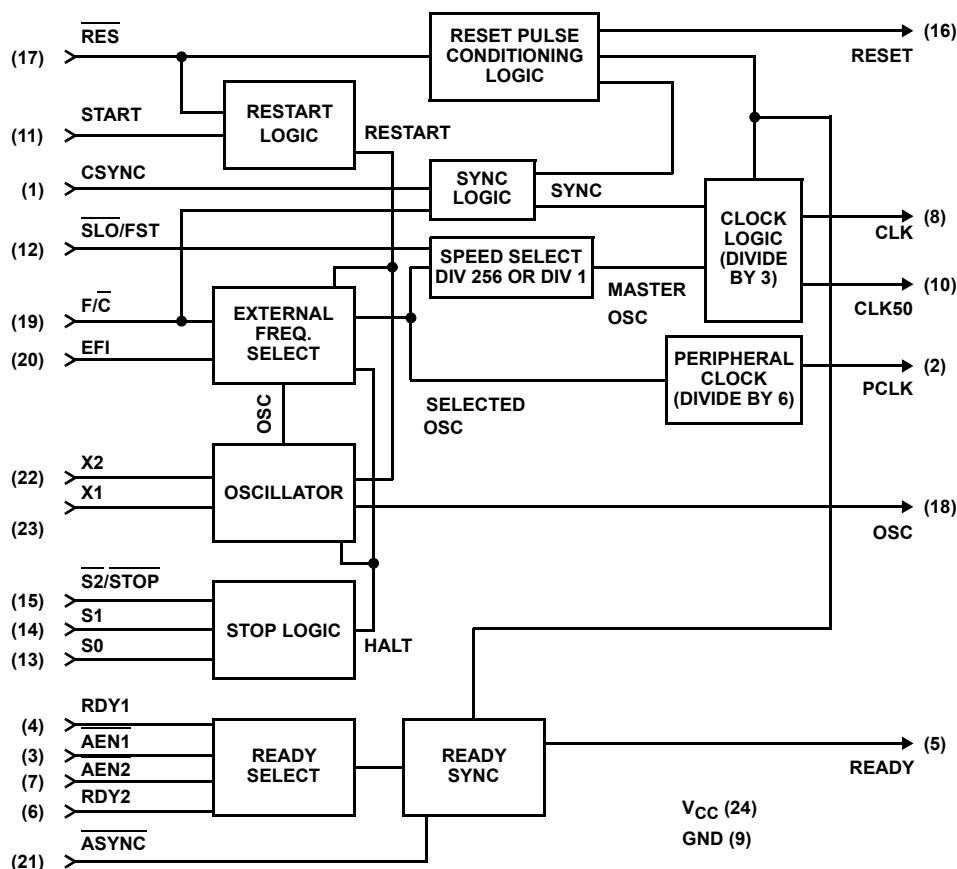 RES
(17)
RESET PULSE
CONDITIONING
LOGIC
(16)
RESET
START
(11)
RESTART
LOGIC
RESTART
CSYNC
(1)
SYNC
LOGIC
SYNC
SLO/FST
(12)
SPEED SELECT
DIV 256 OR DIV 1
MASTER
OSC
CLOCK
LOGIC
(DIVIDE
BY 3)
(8)
CLK
(10)
CLK50
F/C
(19)
EFI
(20)
EXTERNAL
FREQ.
SELECT
SELECTED
OSC
PERIPHERAL
CLOCK
(DIVIDE BY 6)
(2)
PCLK
OSC
X2
(22)
X1
(23)
OSCILLATOR
(18)
OSC
S2/STOP
(15)
S1
(14)
S0
(13)
STOP LOGIC
HALT
RDY1
(4)
AEN1
(3)
AEN2
(7)
RDY2
(6)
READY
SELECT
READY
SYNC
(5)
READY
ASYNC
(21)
VCC (24)
GND (9)